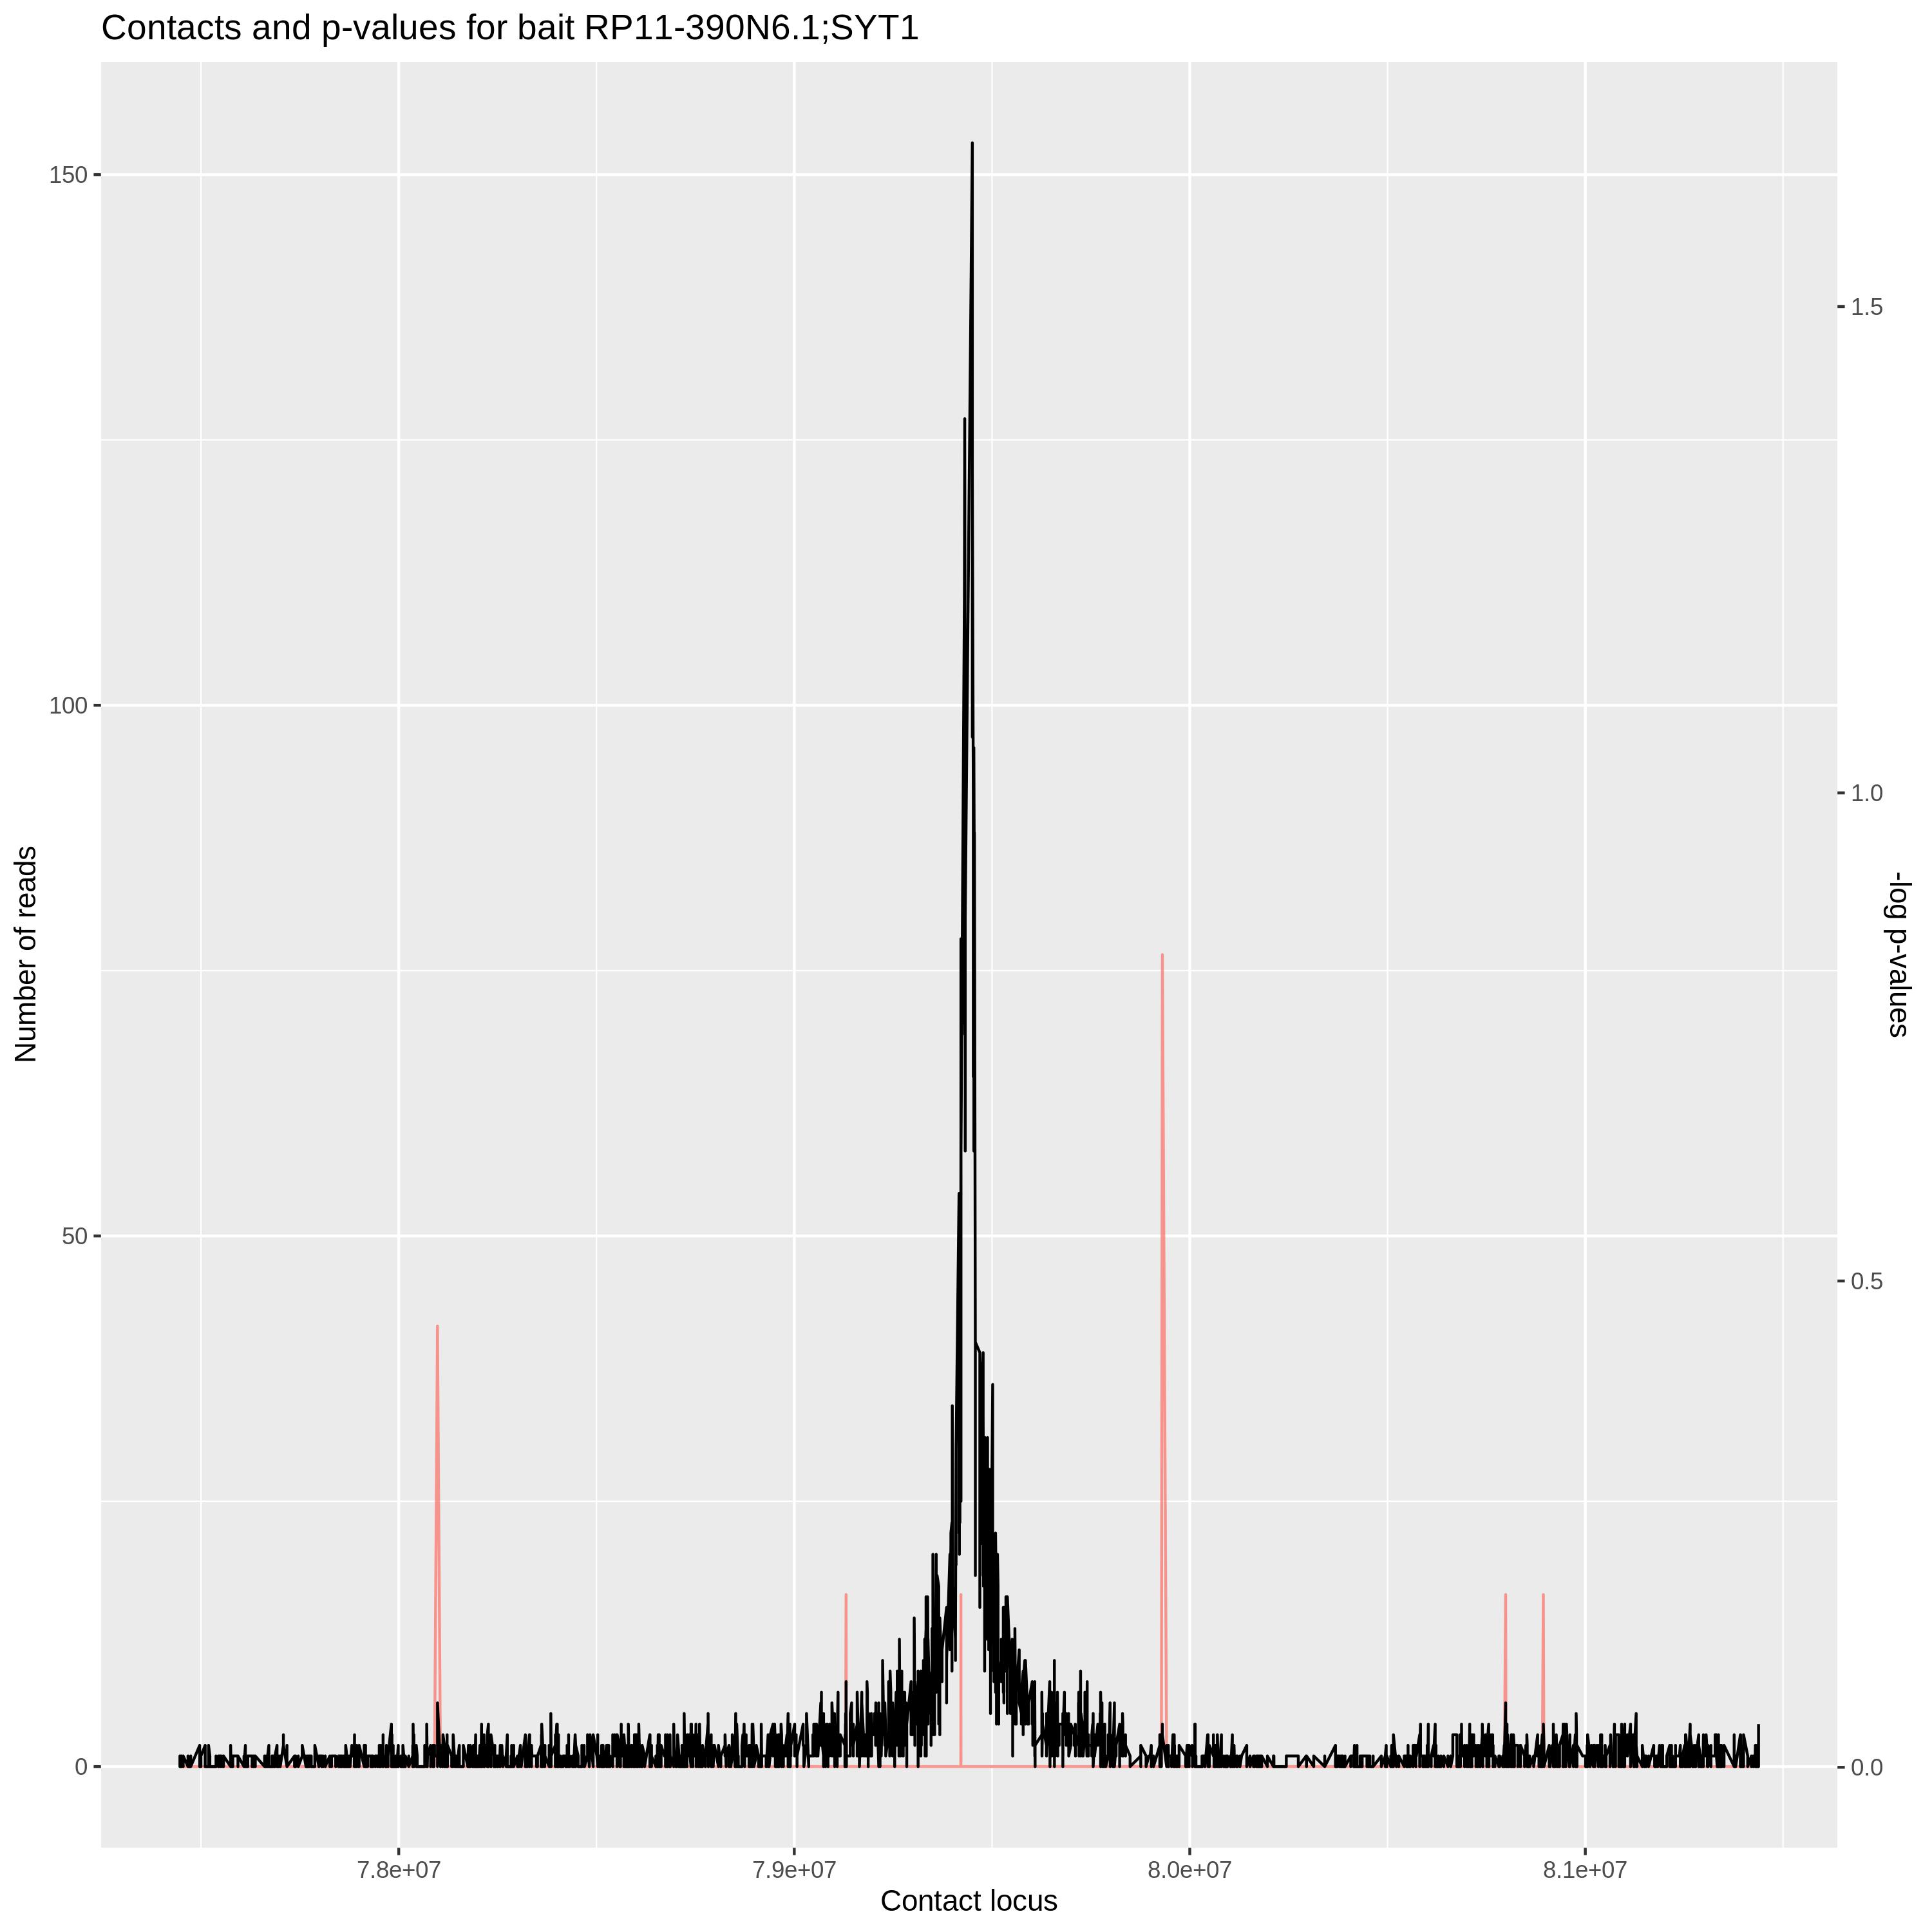 Contacts and p-values for bait RP11-390N6.1;SYT1
Number of reads
150
100
50
0
1.5
1.0
0.5
0.0
-log p-values
7.8e+07
7.9e+07
8.0e+07
8.1e+07
Contact locus